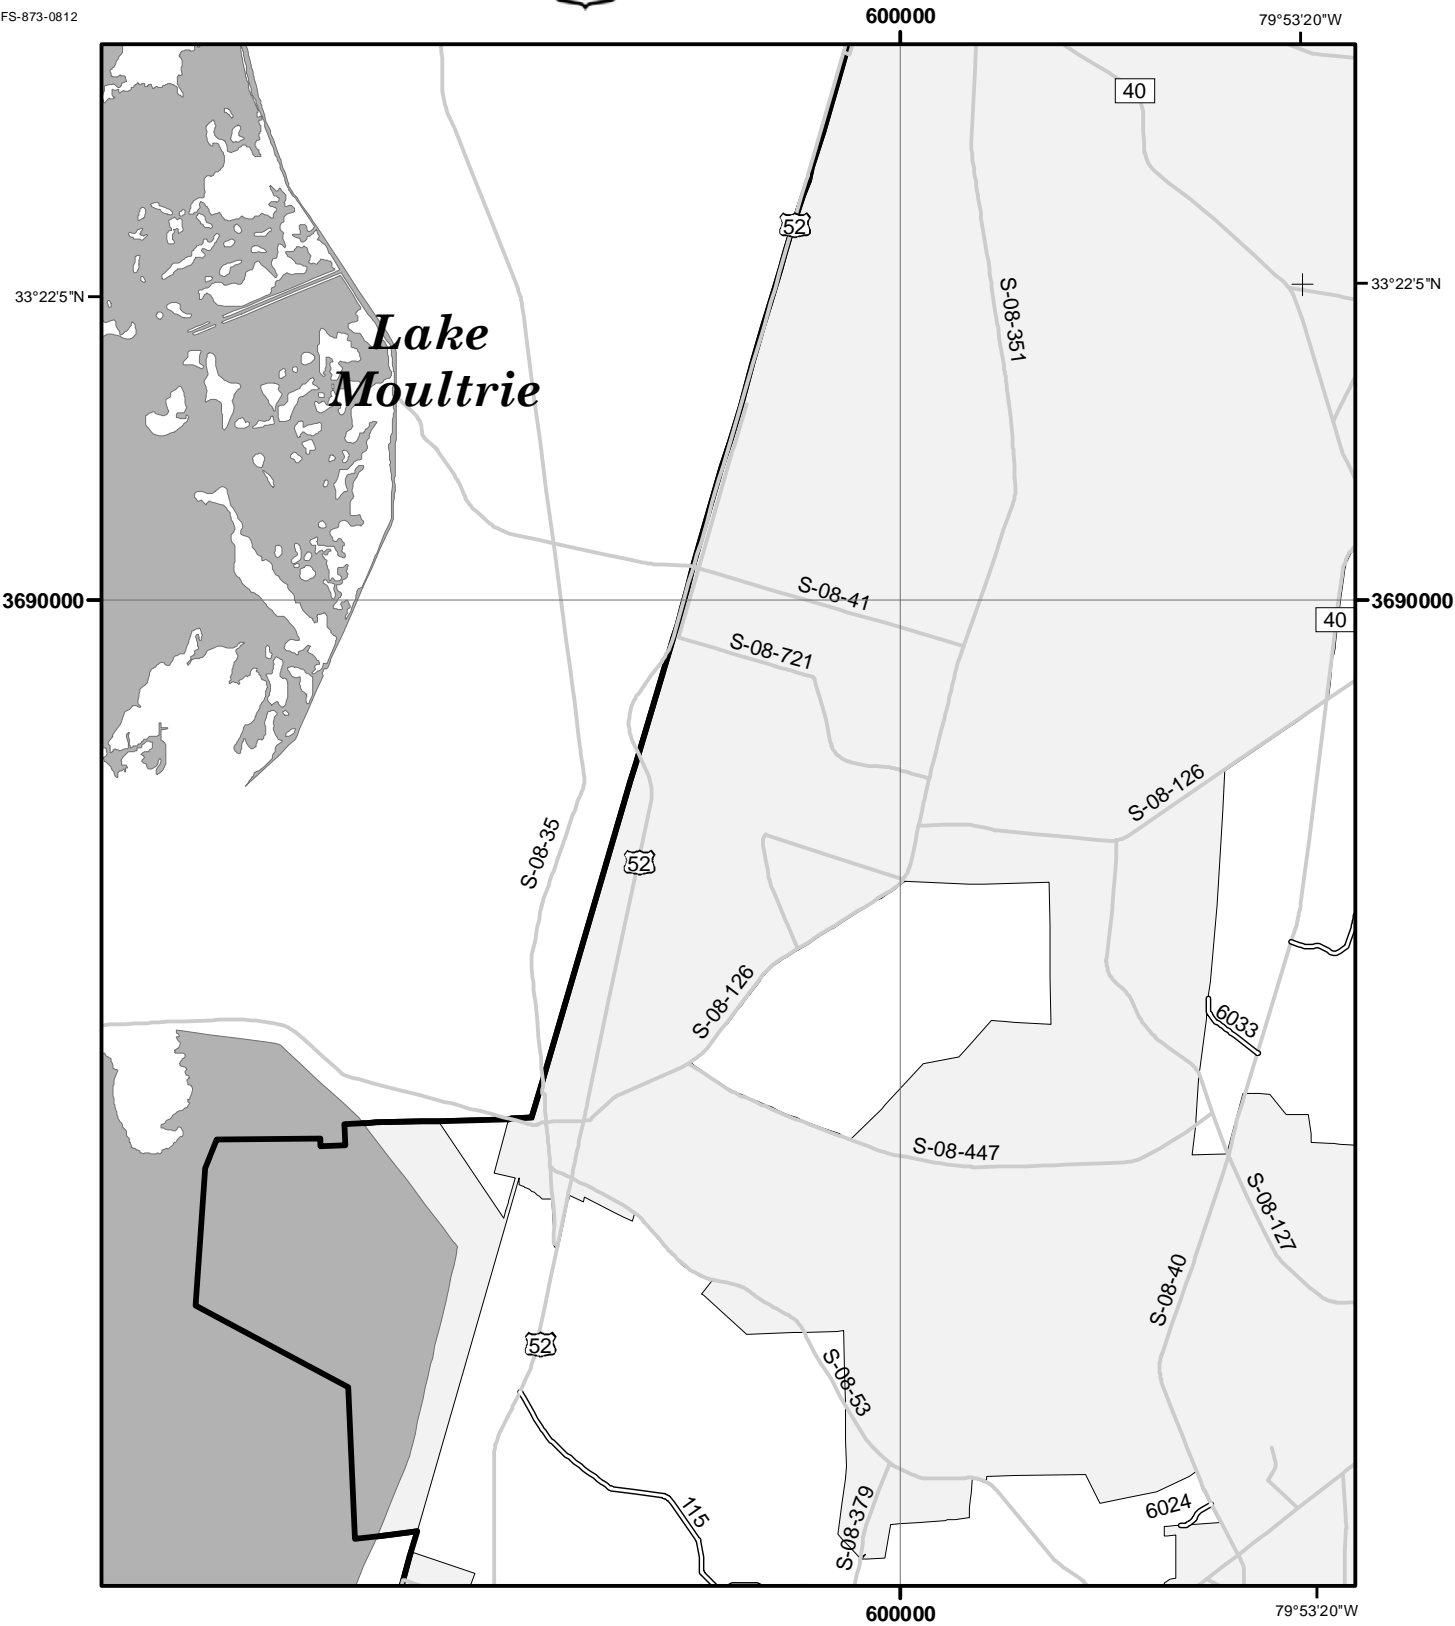 FS-873-0812
600000
79°53'20"W
40
52
33°22'5"N
33°22'5"N
S-08-351
Lake
Moultrie
S-08-41
3690000
3690000
40
S-08-721
S-08-126
S-08-35
52
S-08-126
6033
S-08-447
S-08-127
S-08-40
52
S-08-53
115
6024
S-08-379
600000
79°53'20"W